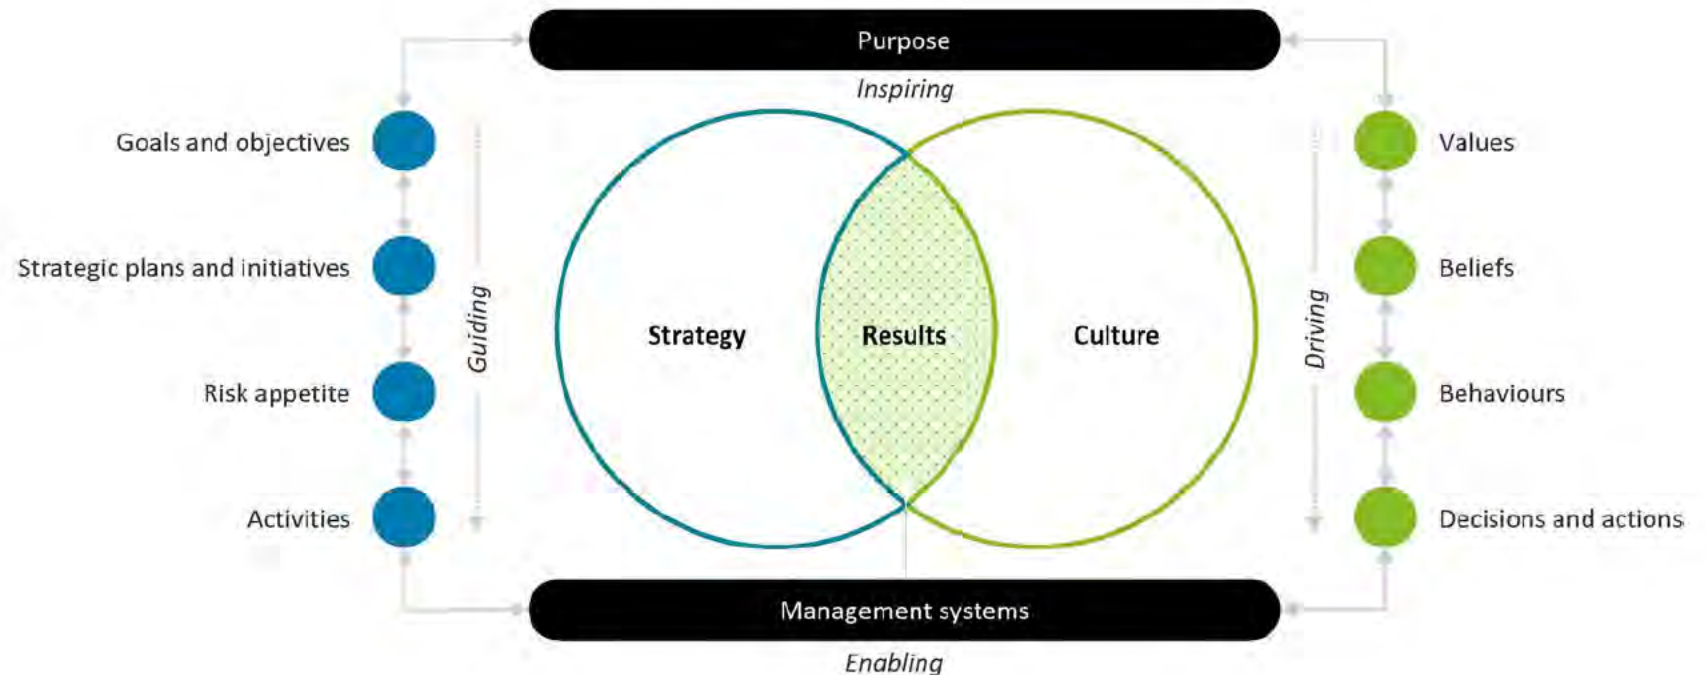 Purpose
Inspiring
Goals and objectives
Values
Strategic plans and initiatives
Beliefs
Guiding
Strategy
Results
Culture
Driving
Risk appetite
Behaviours
Activities
Decisions and actions
Management systems
Enabling